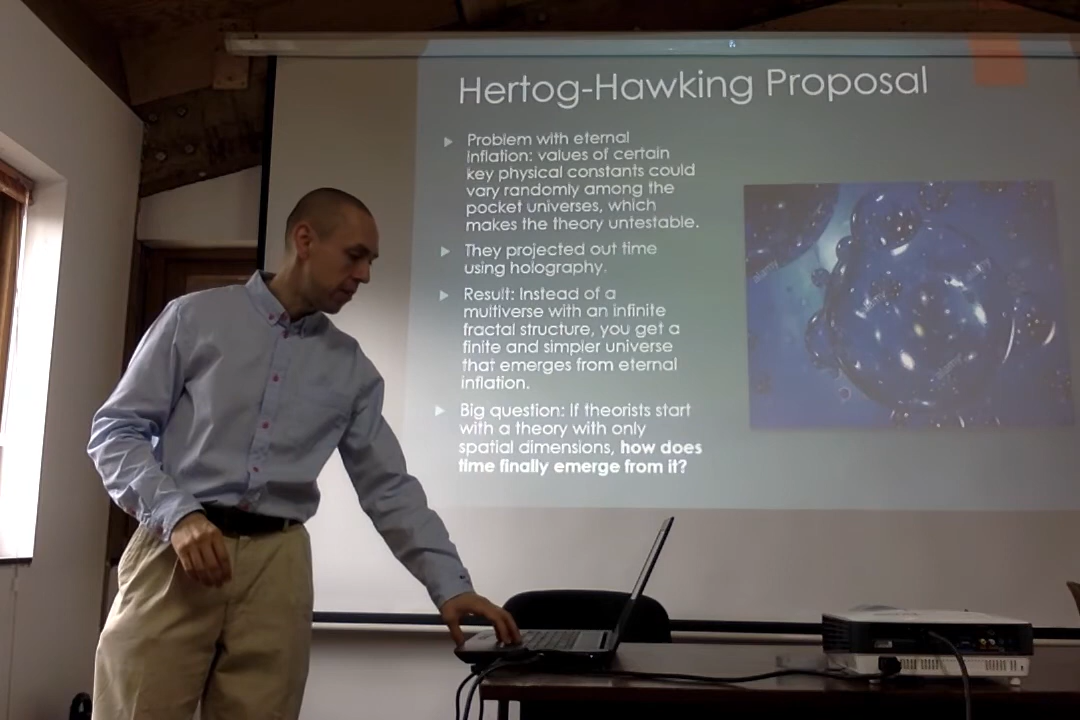 Hertog-Hawking Proposal
Problem with eternal
inflation: values of certain
key physical constants could
vary randomly among the
pocket universes, which
makes the theory untestable.
They projected out time
using holography.
Result: Instead of a
multiverse with an infinite
fractal structure, you get a
finite and simpler universe
that emerges from eternal
inflation.
Big question: If theorists start
with a theory with only
spatial dimensions, how does
time finally emerge from it?